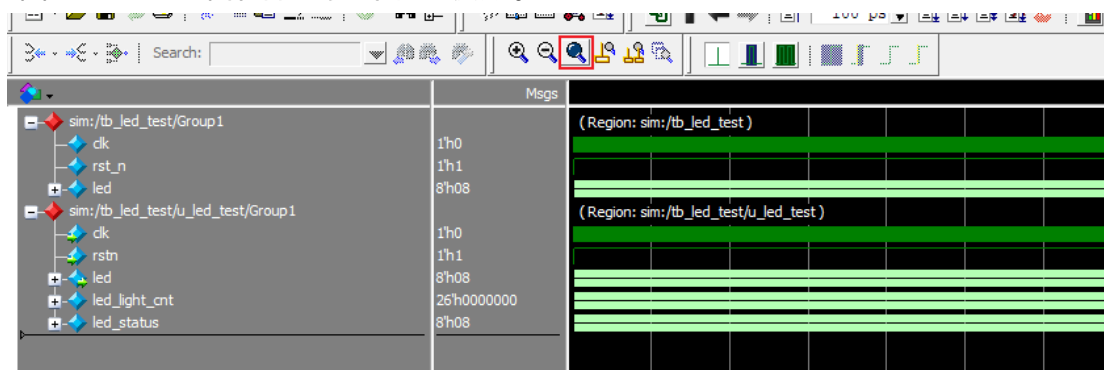 100 ps
Search:
Msgs
sim:/tb_led_test/Group1
(Region: sim:/tb_led_test)
clk
1'h0
rst_n
1'h1
led
8'h08
sim:/tb_led_test/u_led_test/Group1
(Region: sim:/tb_led_test/u_led_test)
clk
1'h0
rstn
1'h1
led
8'h08
led_light_cnt
26'h0000000
led_status
8'h08